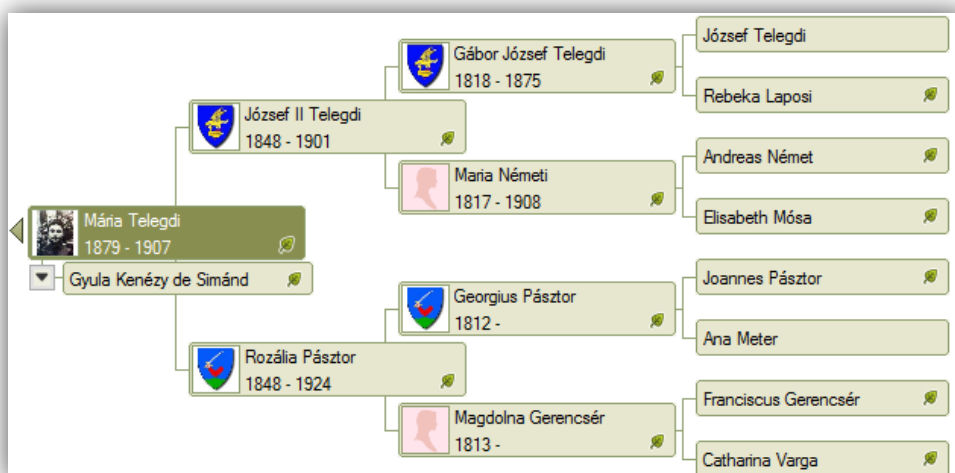 József Telegdi
Gábor József Telegdi
1818 - 1875
Rebeka Laposi
József II Telegdi
1848 - 1901
Andreas Német
Maria Németi
1817 - 1908
Elisabeth Mósa
Mária Telegdi
1879 - 1907
Gyula Kenézy de Simánd
Joannes Pásztor
Georgius Pásztor
1812 -
Ana Meter
Rozália Pásztor
1848 - 1924
Franciscus Gerencsér
Magdolna Gerencsér
1813 -
Catharina Varga